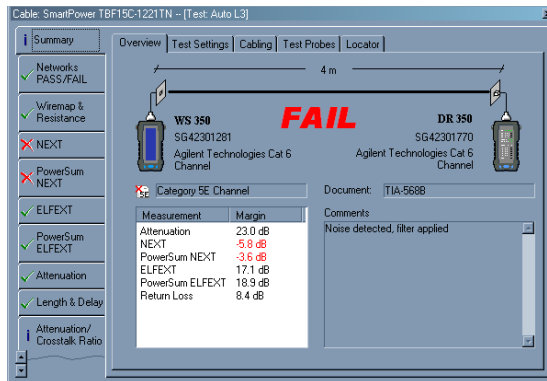 Cable: SmartPower TBF15C-1221TN -- [Test: Auto L3]
i Summary
Networks
PASS/FAIL
Wiremap &
Resistance
NEXT
PowerSum
NEXT
ELFEXT
PowerSum
ELFEXT
Attenuation
Length & Delay
i Attenuation/
Crosstalk Ratio
Overview Test Settings Cabling Test Probes Locator
4 m
FAIL
WS 350
SG42301281
Agilent Technologies Cat 6
Channel
DR 350
SG42301770
Agilent Technologies Cat 6
Channel
5E Category 5E Channel
Document: TIA-568B
Measurement Margin
Attenuation 23.0 dB
NEXT -5.8 dB
PowerSum NEXT -3.6 dB
ELFEXT 17.1 dB
PowerSum ELFEXT 18.9 dB
Return Loss 8.4 dB
Comments
Noise detected, filter applied